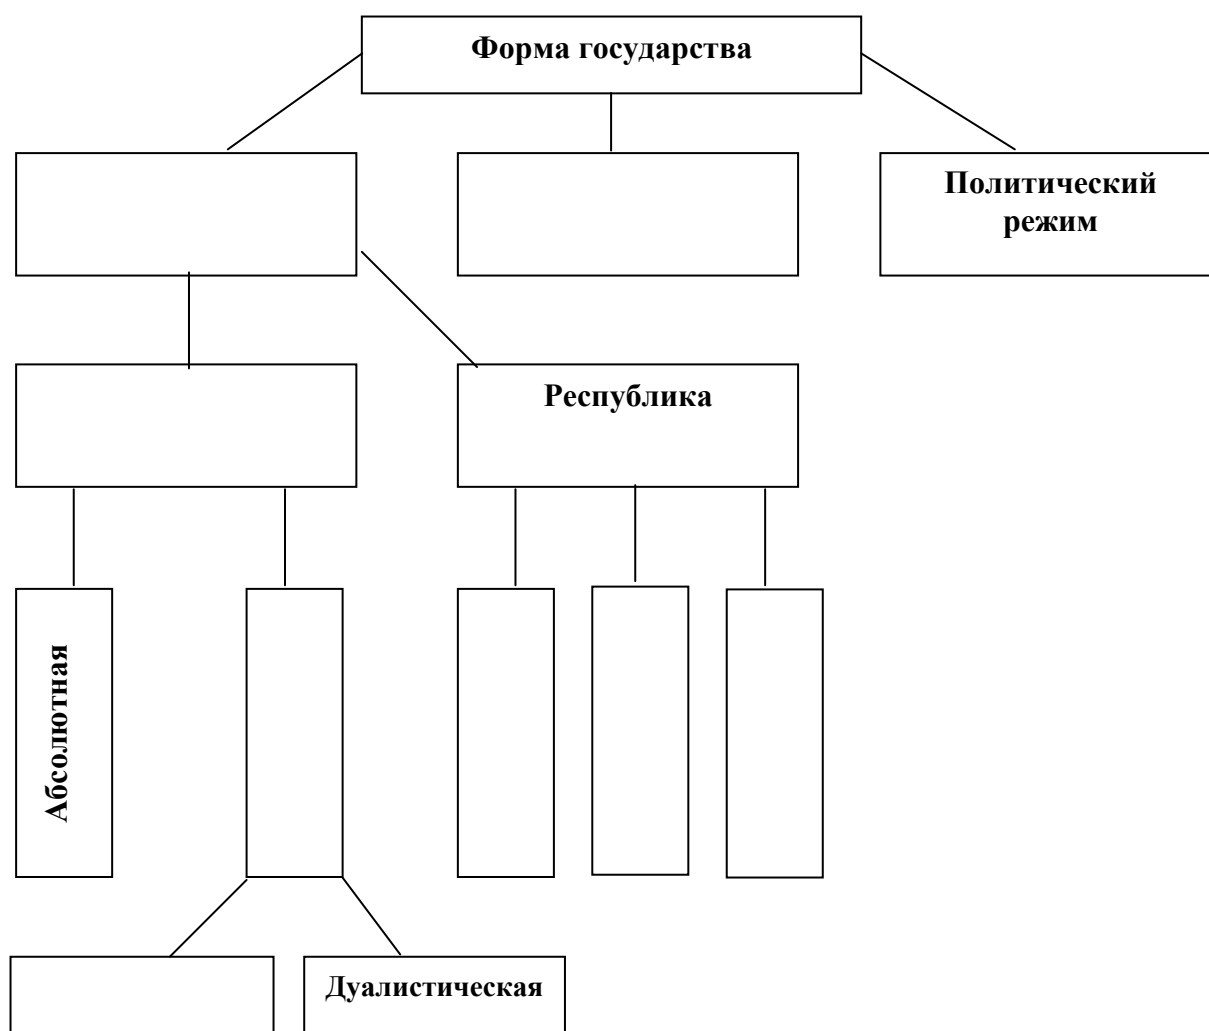 Форма государства
Политический
режим
Республика
Абсолютная
Дуалистическая